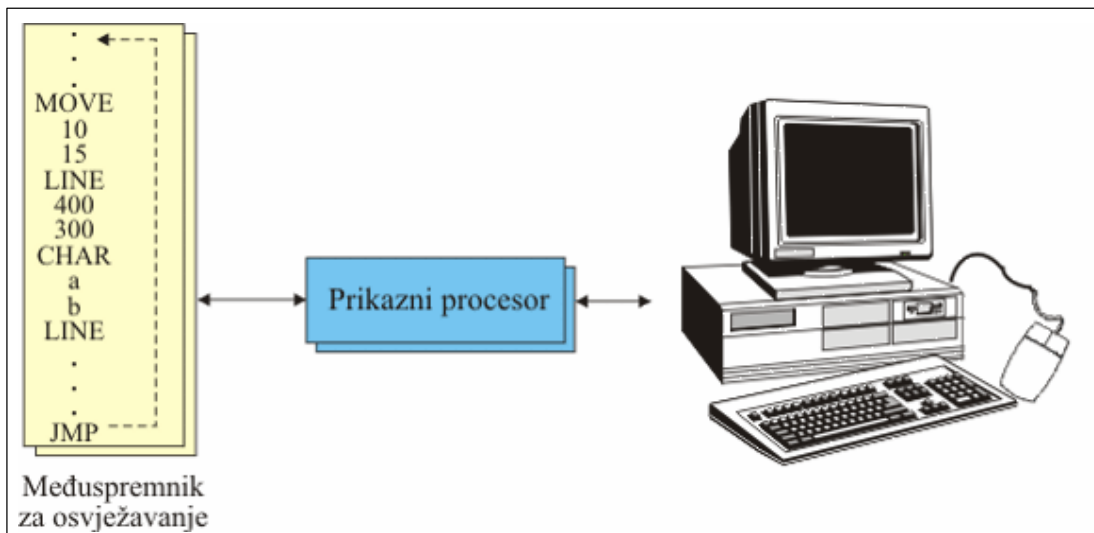 MOVE
10
15
LINE
400
300
CHAR
a
b
LINE
JMP
Međuspremnik
za osvježavanje
Prikazni procesor